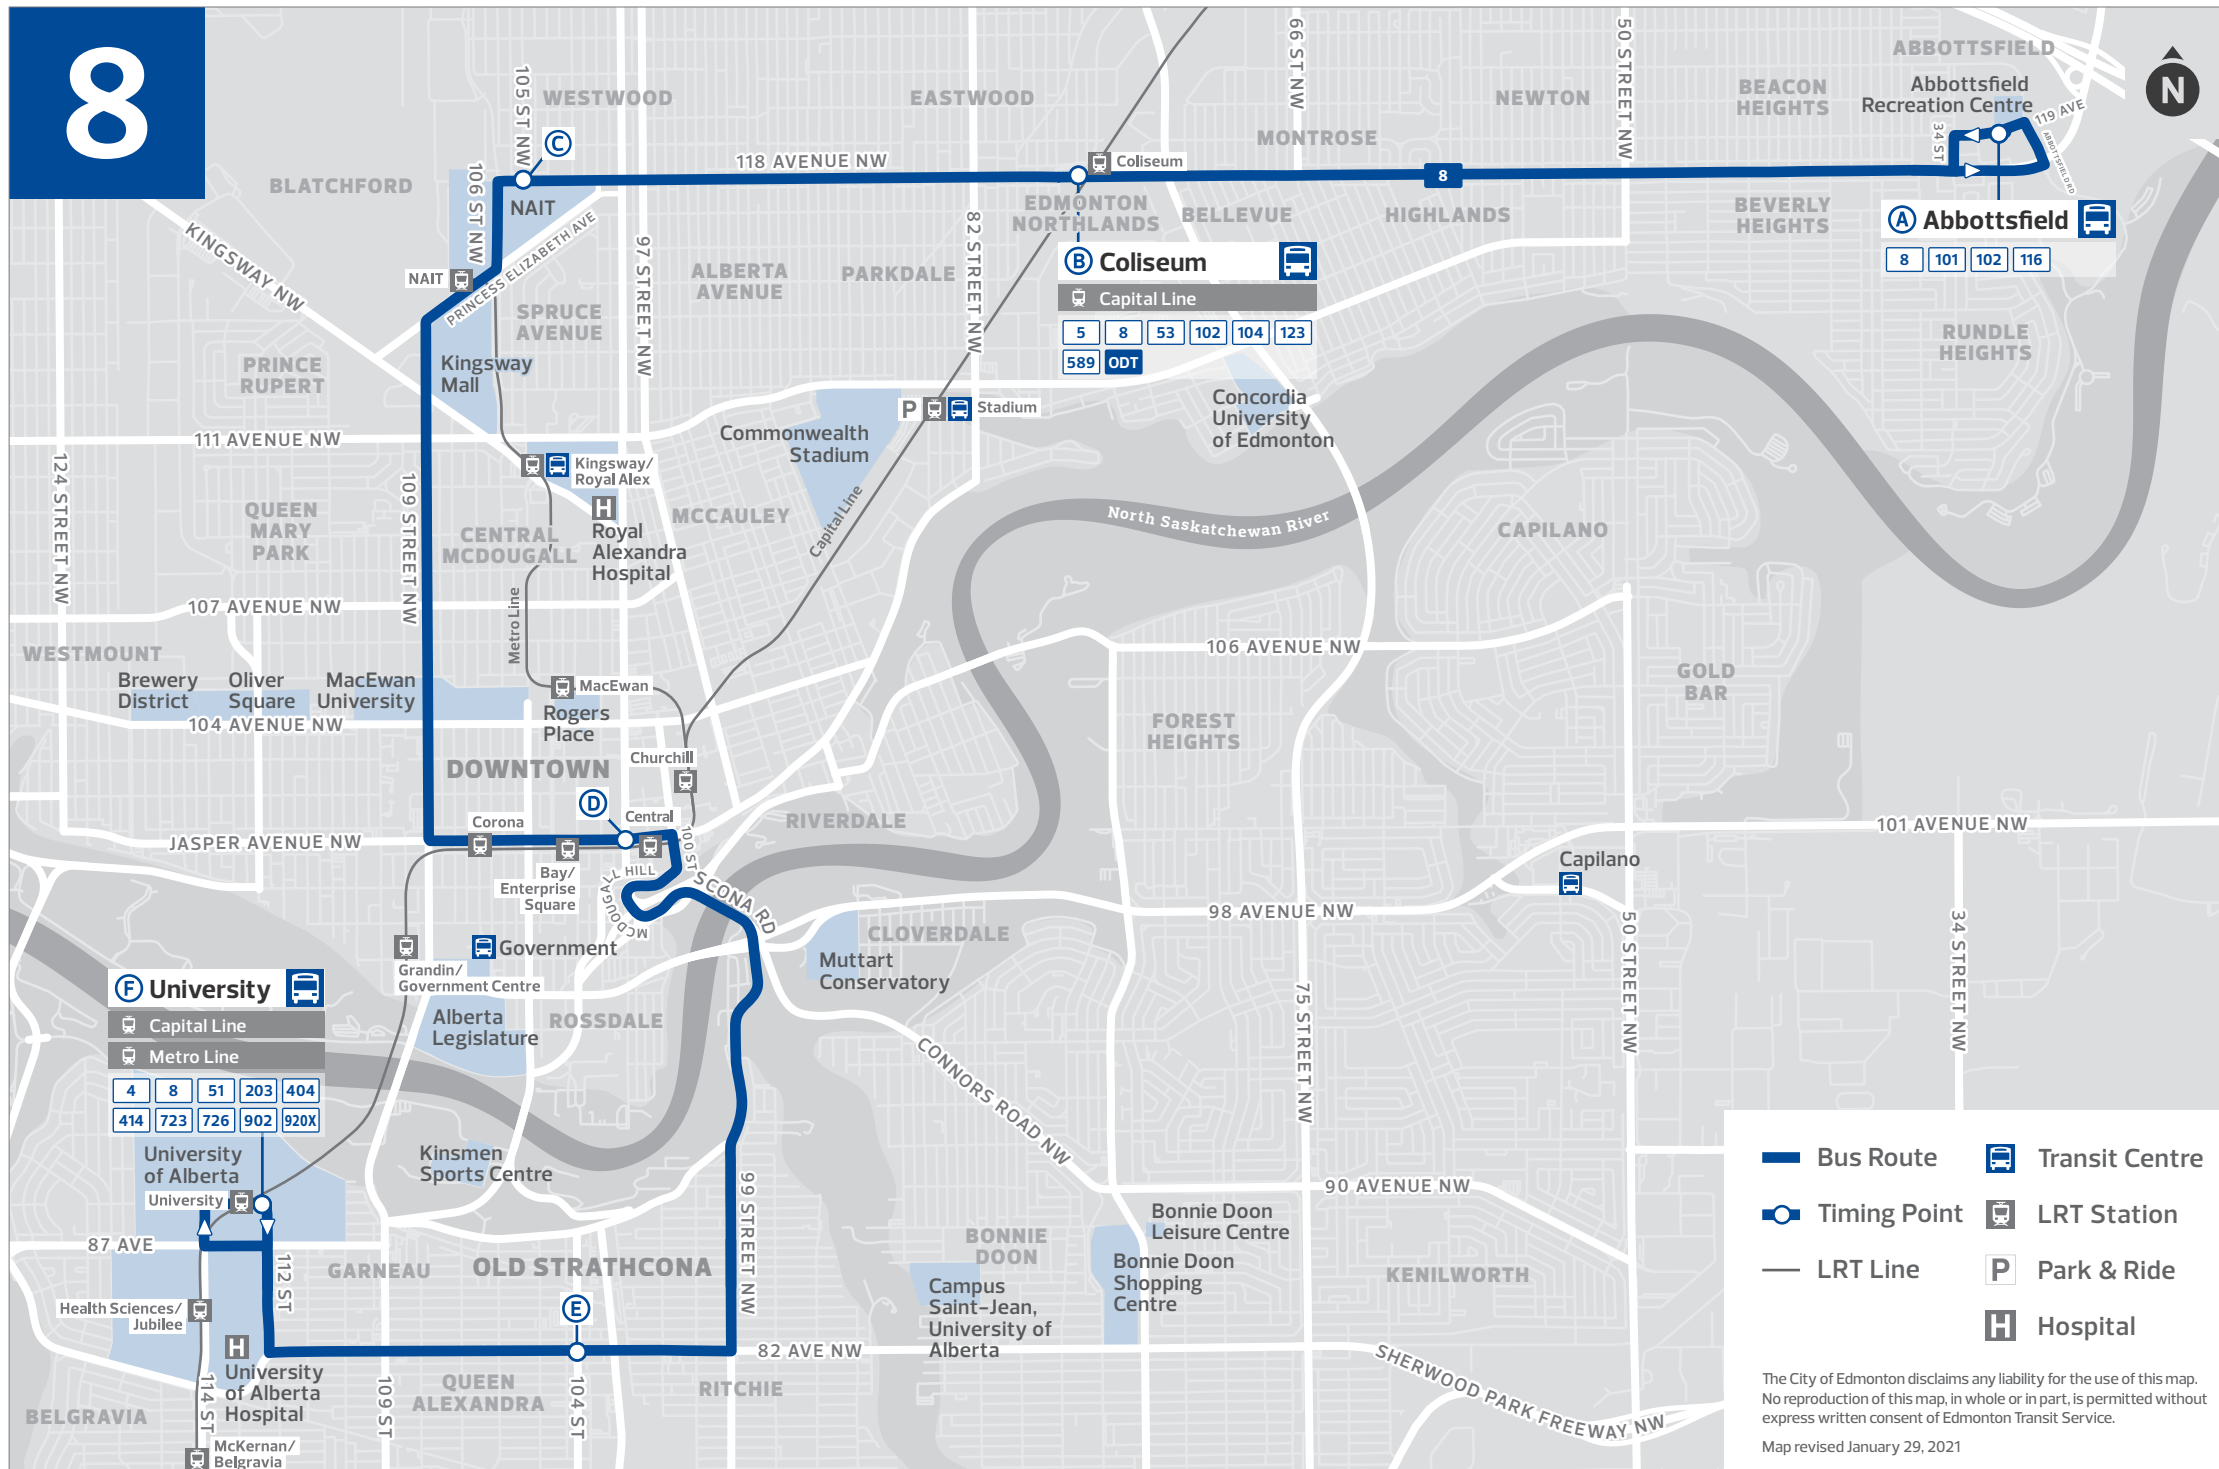 8
N
ABBOTTSFIELD
Abbottsfield
Recreation Centre
119 AVE
ABBOTTSFIELD RD
34 ST
BEACON
HEIGHTS
NEWTON
50 STREET NW
66 ST NW
MONTROSE
EASTWOOD
WESTWOOD
105 ST NW
C
118 AVENUE NW
Coliseum
8
BLATCHFORD
106 ST NW
NAIT
EDMONTON
NORTHLANDS
BELLEVUE
HIGHLANDS
BEVERLY
HEIGHTS
A Abbottsfield
8 101 102 116
KINGSWAY NW
NAIT
PRINCESS ELIZABETH AVE
97 STREET NW
82 STREET NW
ALBERTA
AVENUE
PARKDALE
B Coliseum
Capital Line
5 8 53 102 104 123
589 ODT
SPRUCE
AVENUE
RUNDLE
HEIGHTS
PRINCE
RUPERT
Kingsway
Mall
Concordia
University
of Edmonton
P
Stadium
Commonwealth
Stadium
111 AVENUE NW
Kingsway/
Royal Alex
H
Royal
Alexandra
Hospital
124 STREET NW
109 STREET NW
QUEEN
MARY
PARK
CENTRAL
MCDOUGALL
MCCAULEY
Capital Line
North Saskatchewan River
CAPILANO
107 AVENUE NW
Metro Line
106 AVENUE NW
WESTMOUNT
Brewery
District
Oliver
Square
MacEwan
University
MacEwan
Rogers
Place
104 AVENUE NW
GOLD
BAR
FOREST
HEIGHTS
Churchill
DOWNTOWN
D
Corona
Central
RIVERDALE
101 AVENUE NW
JASPER AVENUE NW
100 ST
Bay/
Enterprise
Square
MCDOUGALL HILL
SCONA RD
Capilano
98 AVENUE NW
50 STREET NW
34 STREET NW
CLOVERDALE
Government
Grandin/
Government Centre
Muttart
Conservatory
F University
Capital Line
Metro Line
4 8 51 203 404
414 723 726 902 920X
Alberta
Legislature
ROSSDALE
75 STREET NW
CONNORS ROAD NW
University
of Alberta
University
Kinsmen
Sports Centre
99 STREET NW
90 AVENUE NW
87 AVE
112 ST
GARNEAU
OLD STRATHCONA
BONNIE
DOON
Bonnie Doon
Leisure Centre
Bonnie Doon
Shopping
Centre
KENILWORTH
Campus
Saint-Jean,
University of
Alberta
Health Sciences/
Jubilee
E
H
University
of Alberta
Hospital
82 AVE NW
SHERWOOD PARK FREEWAY NW
114 ST
109 ST
QUEEN
ALEXANDRA
104 ST
RITCHIE
BELGRAVIA
McKernan/
Belgravia
Bus Route
Timing Point
LRT Line
Transit Centre
LRT Station
P Park & Ride
H Hospital
The City of Edmonton disclaims any liability for the use of this map.
No reproduction of this map, in whole or in part, is permitted without
express written consent of Edmonton Transit Service.
Map revised January 29, 2021